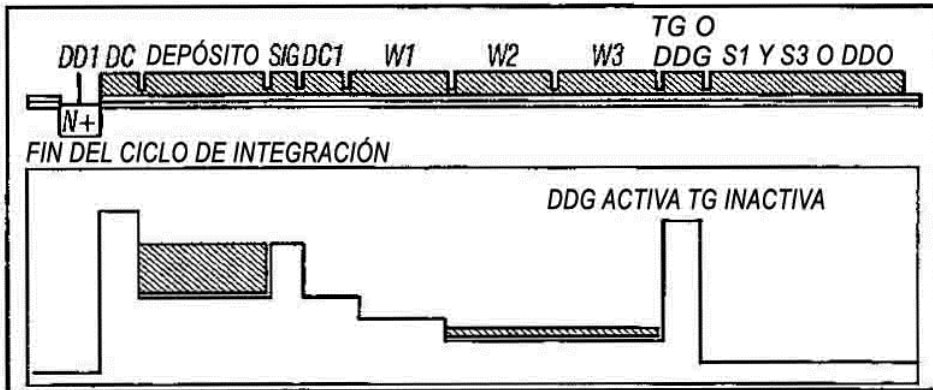 TG O
DD1 DC DEPÓSITO SIG DC1 W1 W2 W3 DDG S1 Y S3 O DDO
N+
FIN DEL CICLO DE INTEGRACIÓN
DDG ACTIVA TG INACTIVA